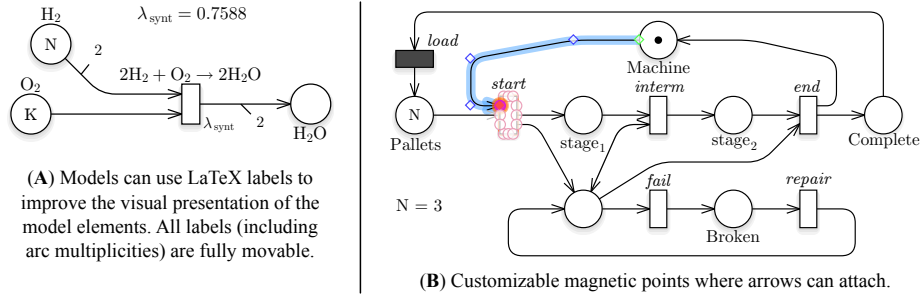 H₂
λsynt = 0.7588
N
2
O₂
2H₂ + O₂ → 2H₂O
K
λsynt
2
H₂O
(A) Models can use LaTeX labels to
improve the visual presentation of the
model elements. All labels (including
arc multiplicities) are fully movable.
load
Machine
start
interm
end
N
Pallets
stage₁
stage₂
Complete
fail
repair
N = 3
Broken
(B) Customizable magnetic points where arrows can attach.